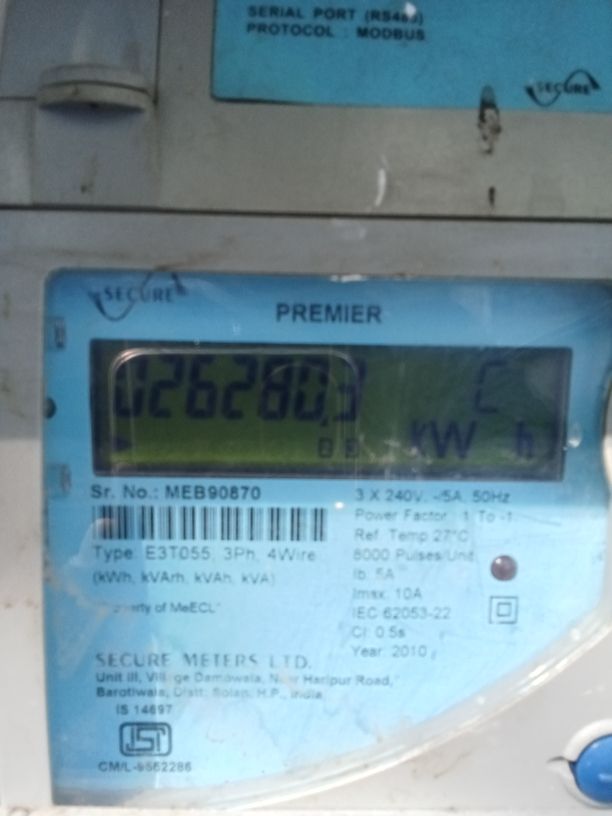 SERIAL PORT (RS485)
PROTOCOL : MODBUS
SECURE
SECURE
PREMIER
026280.3 C
kW h
Sr. No.: MEB90870
3 X 240V, -/5A, 50Hz
Power Factor : 1 To -1
Ref. Temp 27°C
Type: E3T055, 3Ph, 4Wire
6000 Pulses/Unit
(kWh, kVArh, kVAh, kVA)
Ib. 5A
Imax. 10A
Property of MeECL
IEC 62053-22
Cl. 0.5s
Year: 2010
SECURE METERS LTD.
Unit III, Village Damowala, Near Haripur Road,
Barotiwala, Distt: Solan, H.P., India
IS 14697
CM/L-9562286